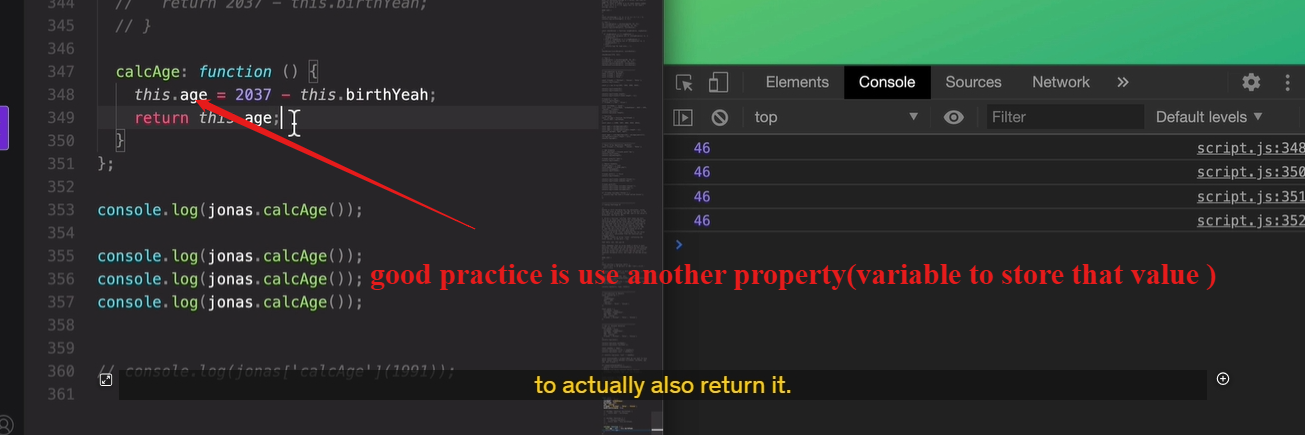 344 // return 2037 - this.birthYeah;
345 // }
346
347 calcAge: function () {
348 this.age = 2037 - this.birthYeah;
349 return this.age;
350 }
351 };
352
353 console.log(jonas.calcAge());
354
355 console.log(jonas.calcAge());
356 console.log(jonas.calcAge());
357 console.log(jonas.calcAge());
358
359
360 // console.log(jonas['calcAge'](1991));
361
good practice is use another property(variable to store that value )
to actually also return it.
Elements Console Sources Network »
top Filter Default levels ▼
46 script.js:348
46 script.js:350
46 script.js:351
46 script.js:352